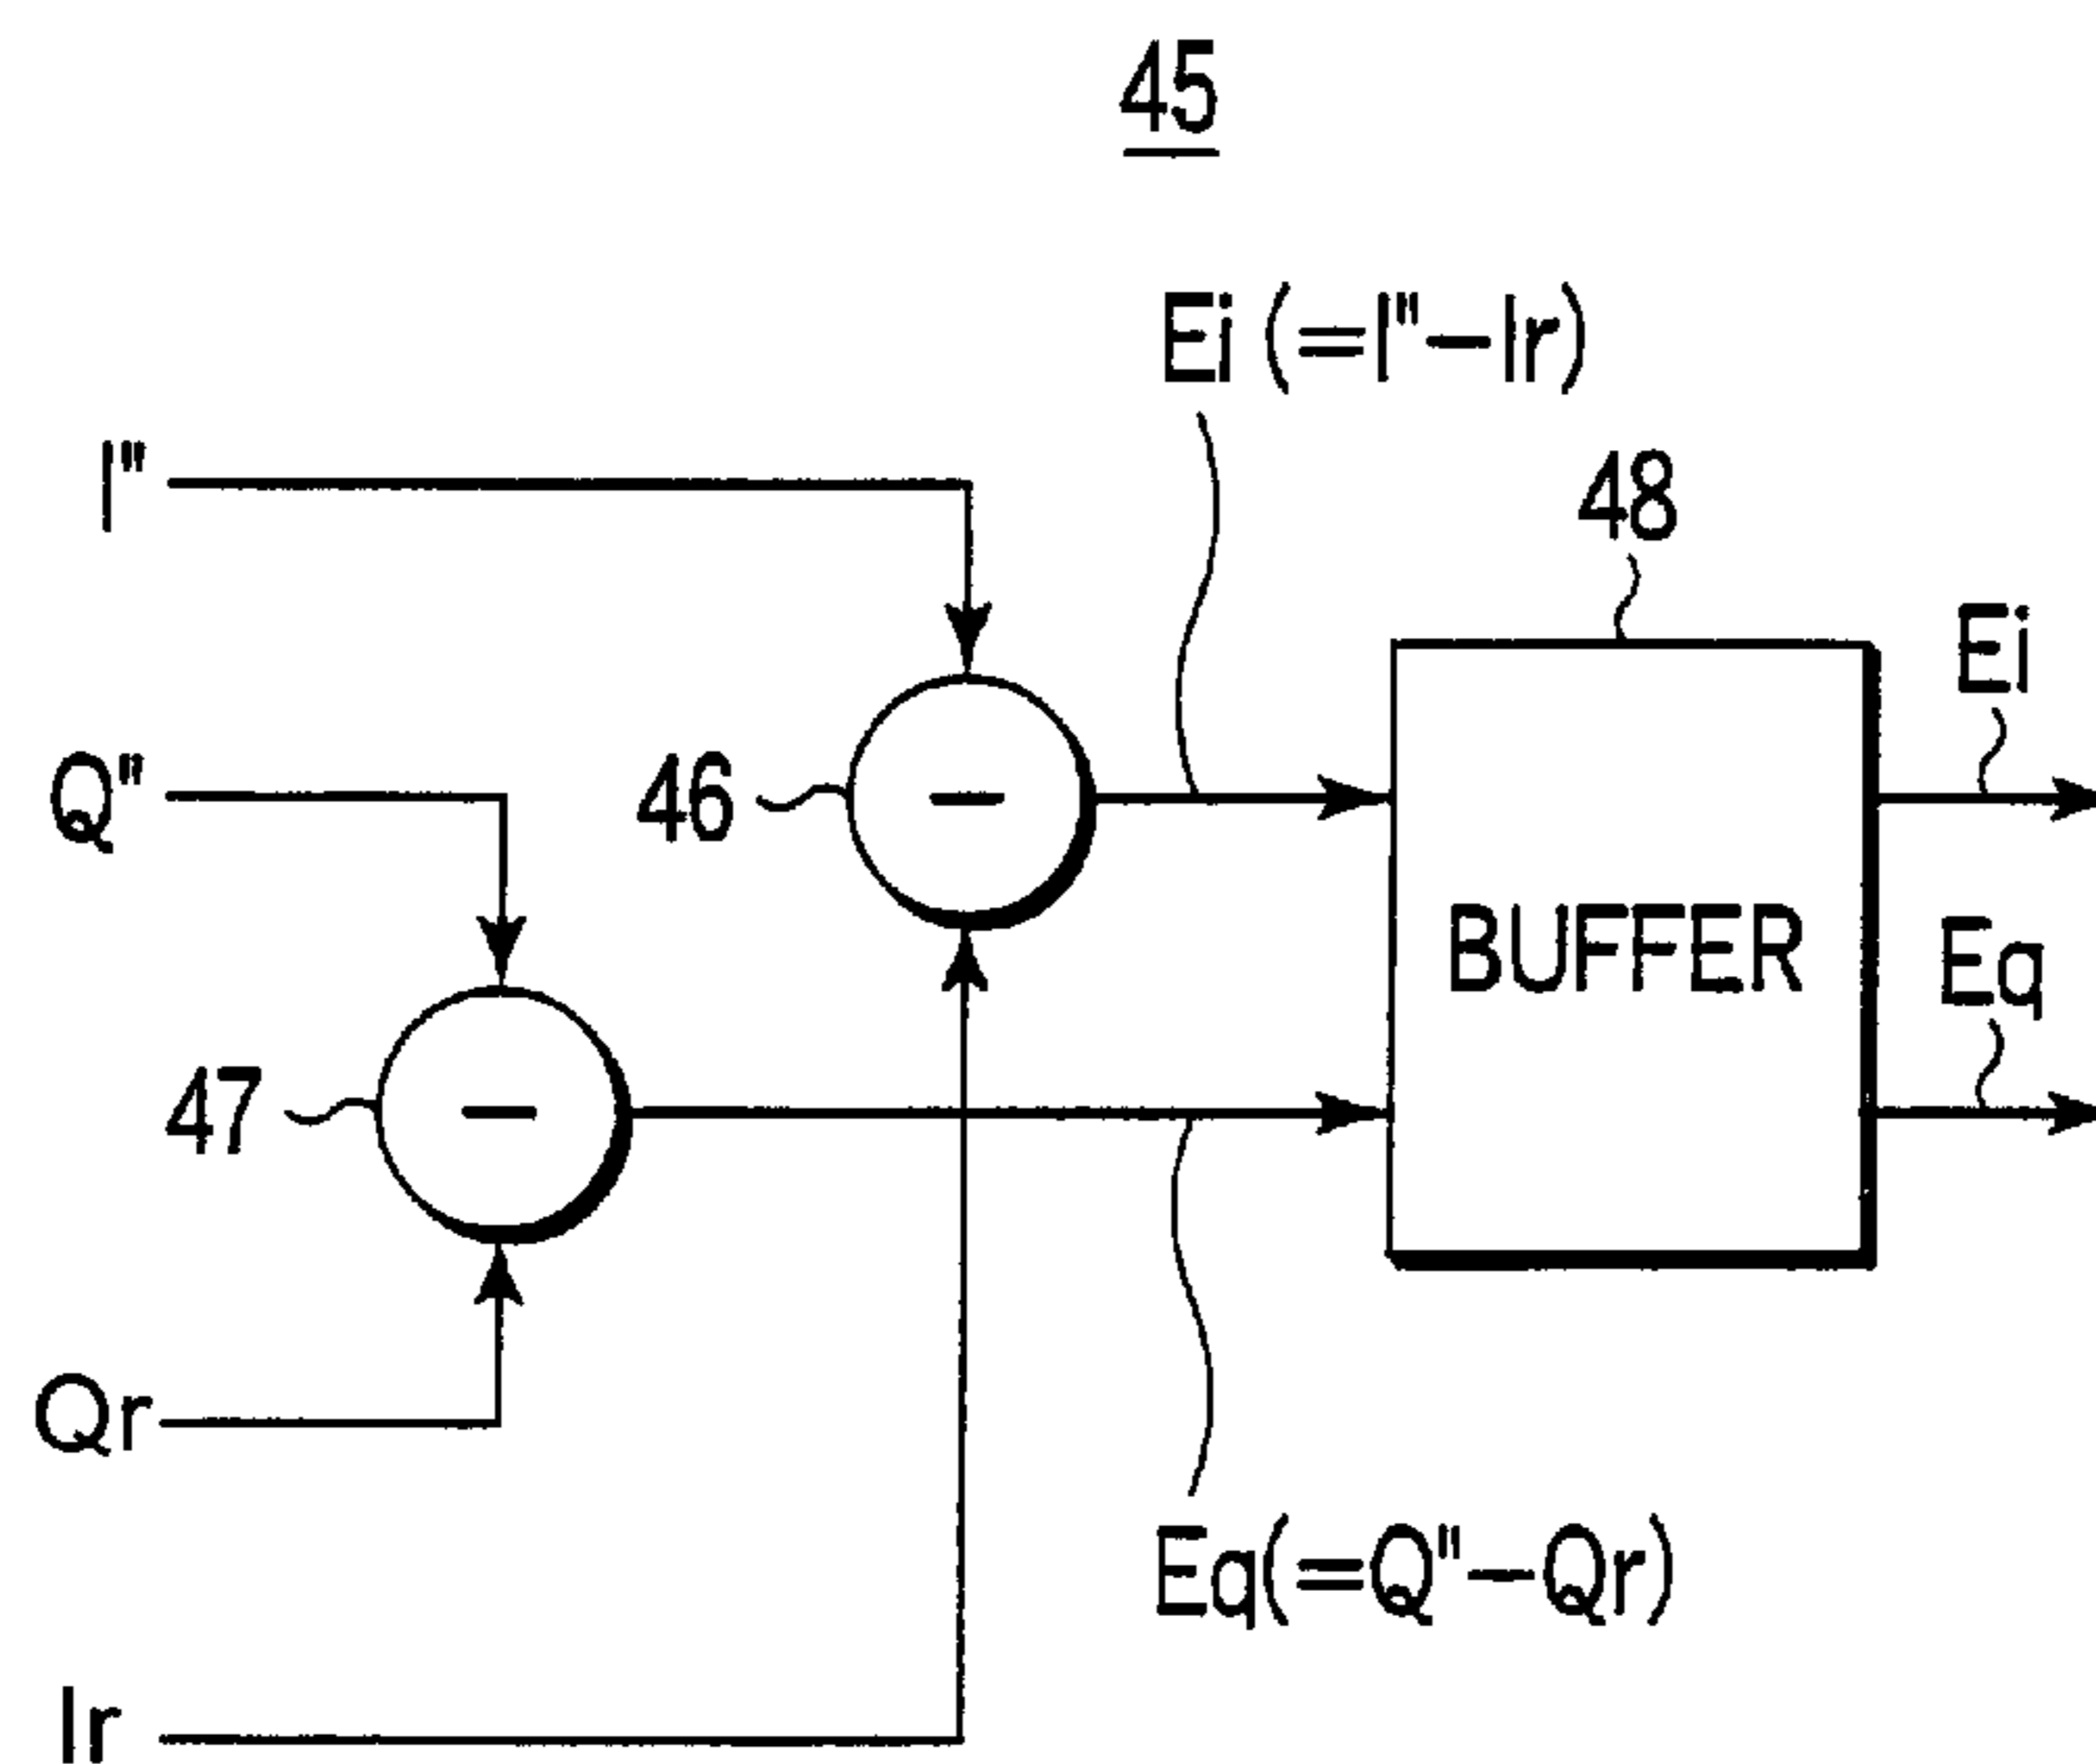 45
Ei (=I"-Ir)
I"
48
Ei
Q"
46
BUFFER
Eq
47
Qr
Eq(=Q"-Qr)
Ir